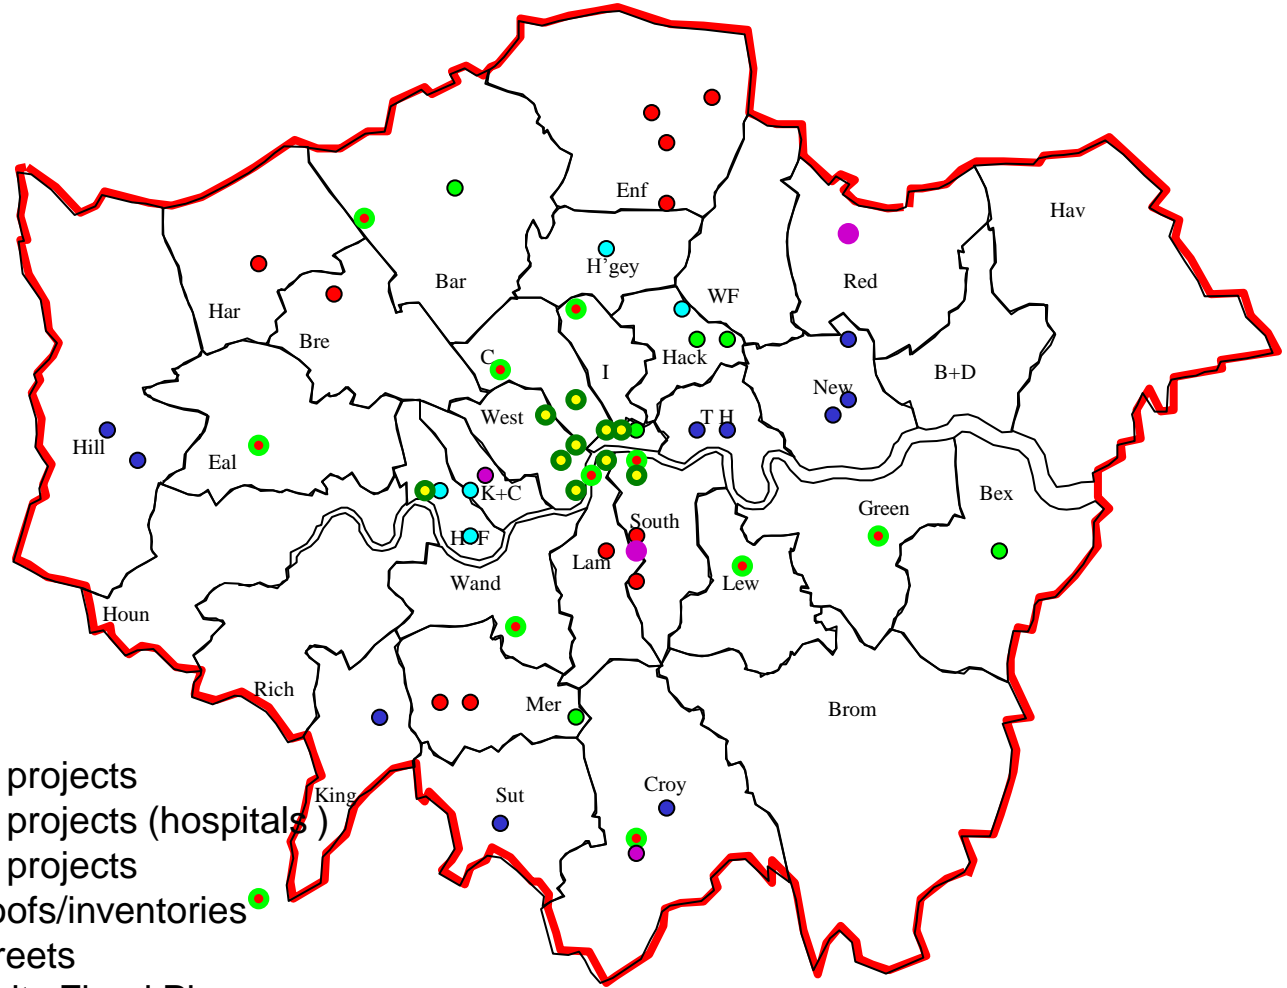 Enf
Hav
H'gey
Red
Bar
WF
Har
Bre
C
Hack
I
B+D
New
West
T H
Hill
Eal
K+C
Bex
Green
South
H F
Lam
Wand
Lew
Houn
Rich
Mer
Brom
projects
King
Sut
Croy
projects (hospitals )
projects
oofs/inventories
reets